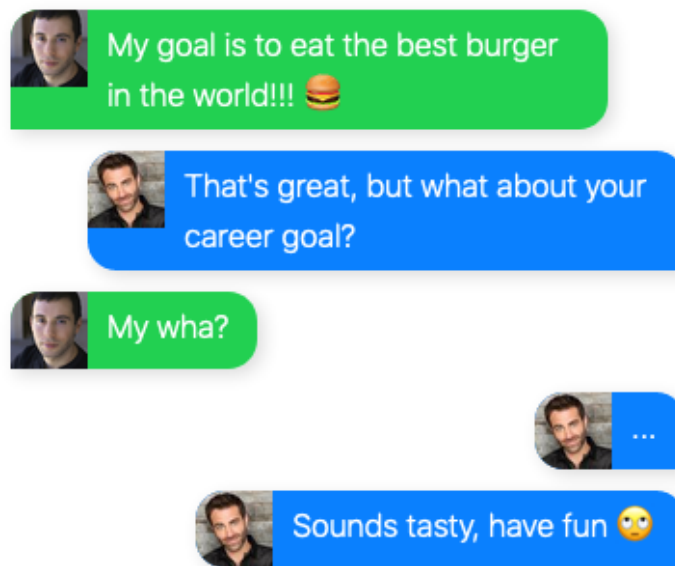 My goal is to eat the best burger
in the world!!! 🍔
That's great, but what about your
career goal?
My wha?
...
Sounds tasty, have fun 🙄